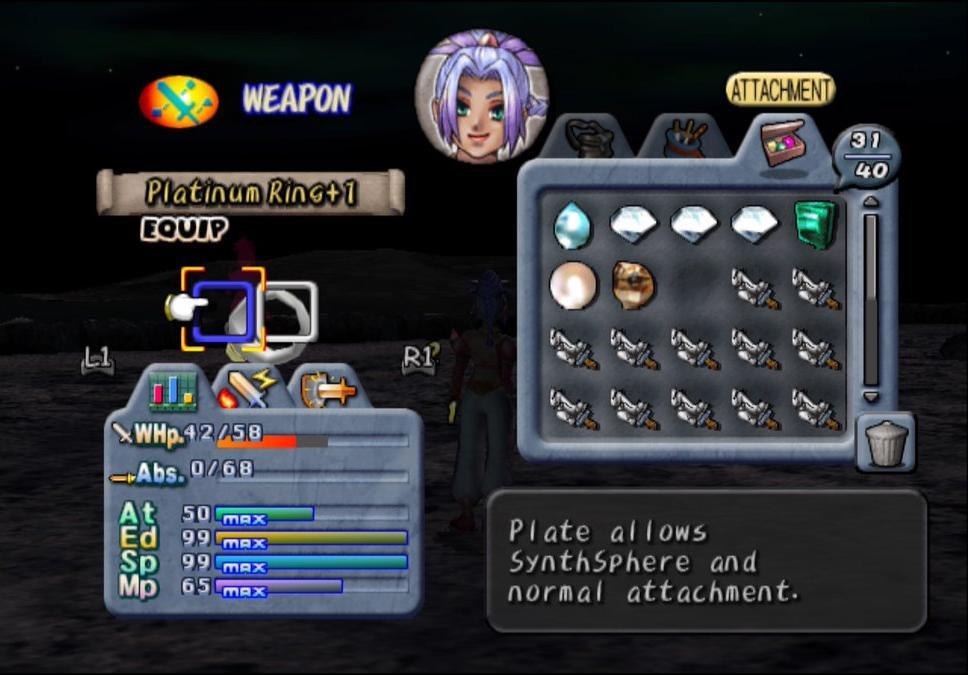 WEAPON
ATTACHMENT
31
40
Platinum Ring+1
EQUIP
L1
R1
WHp. 42/58
Abs. 0/68
At 50 MAX
Ed 99 MAX
Sp 99 MAX
Mp 65 MAX
Plate allows
SynthSphere and
normal attachment.